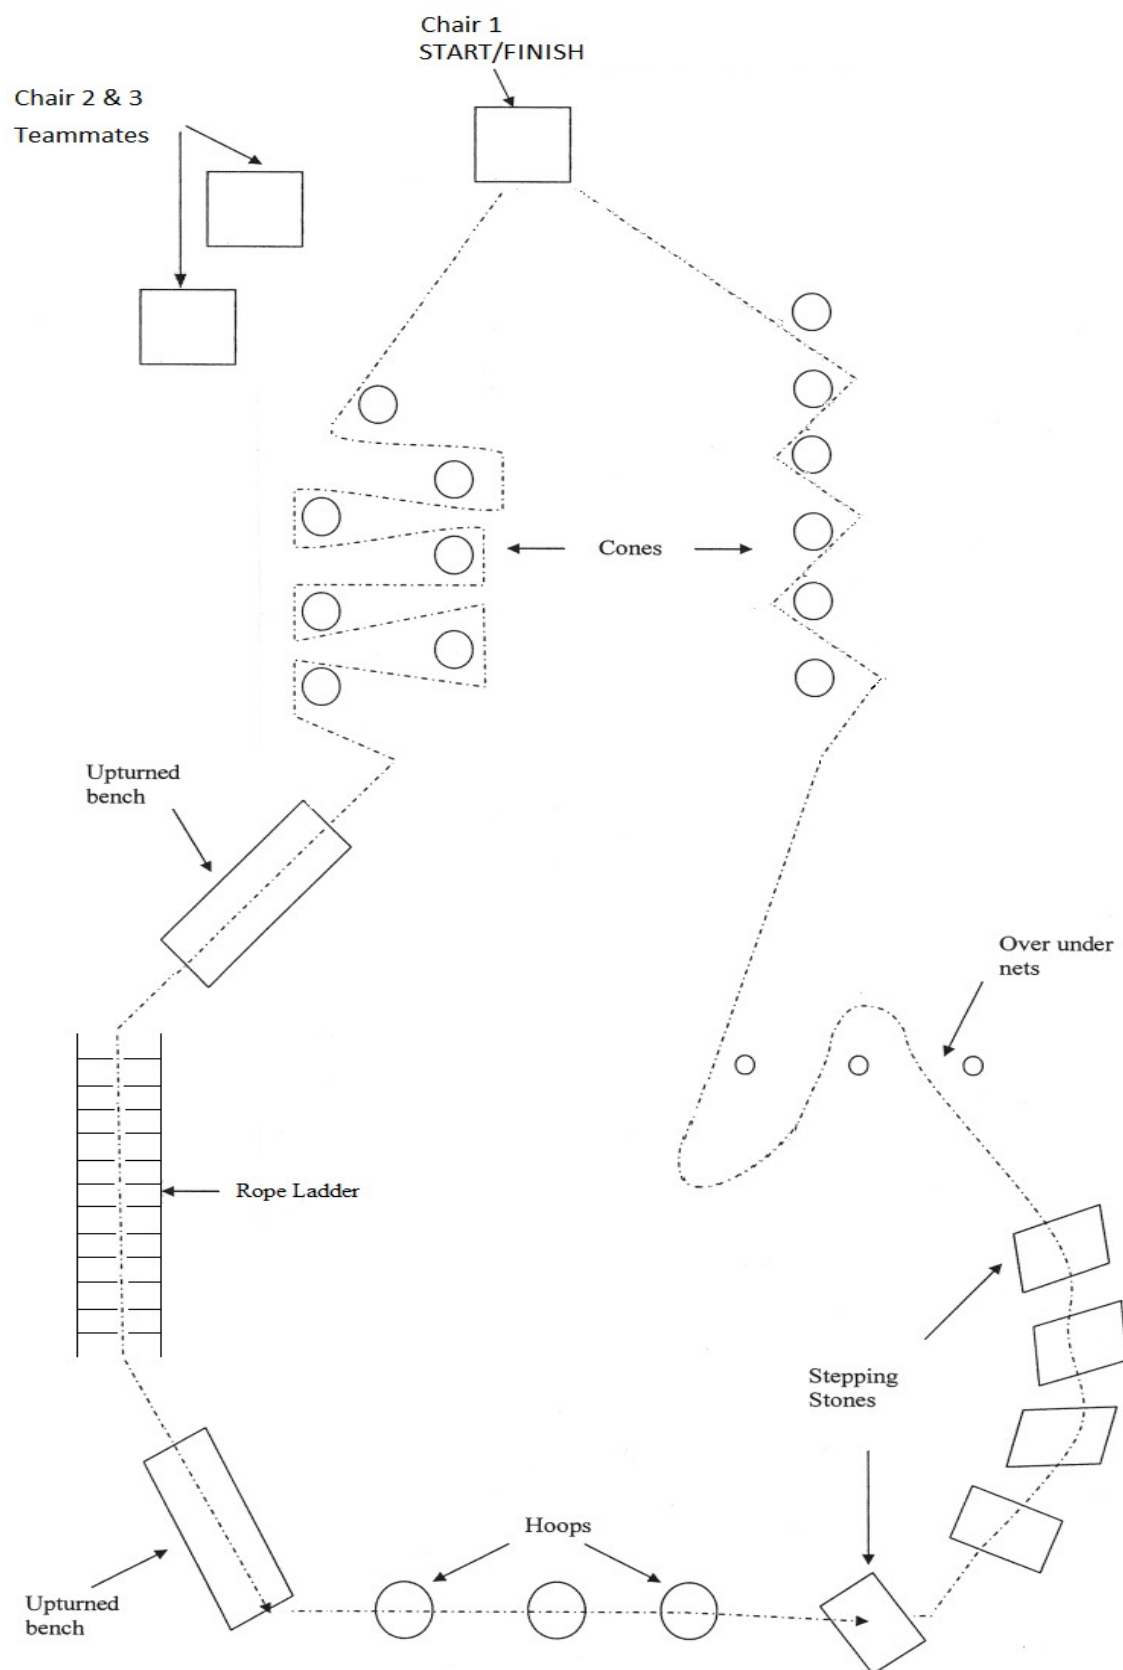 Chair 1
START/FINISH
Chair 2 & 3
Teammates
Cones
Upturned
bench
Over under
nets
Rope Ladder
Stepping
Stones
Hoops
Upturned
bench